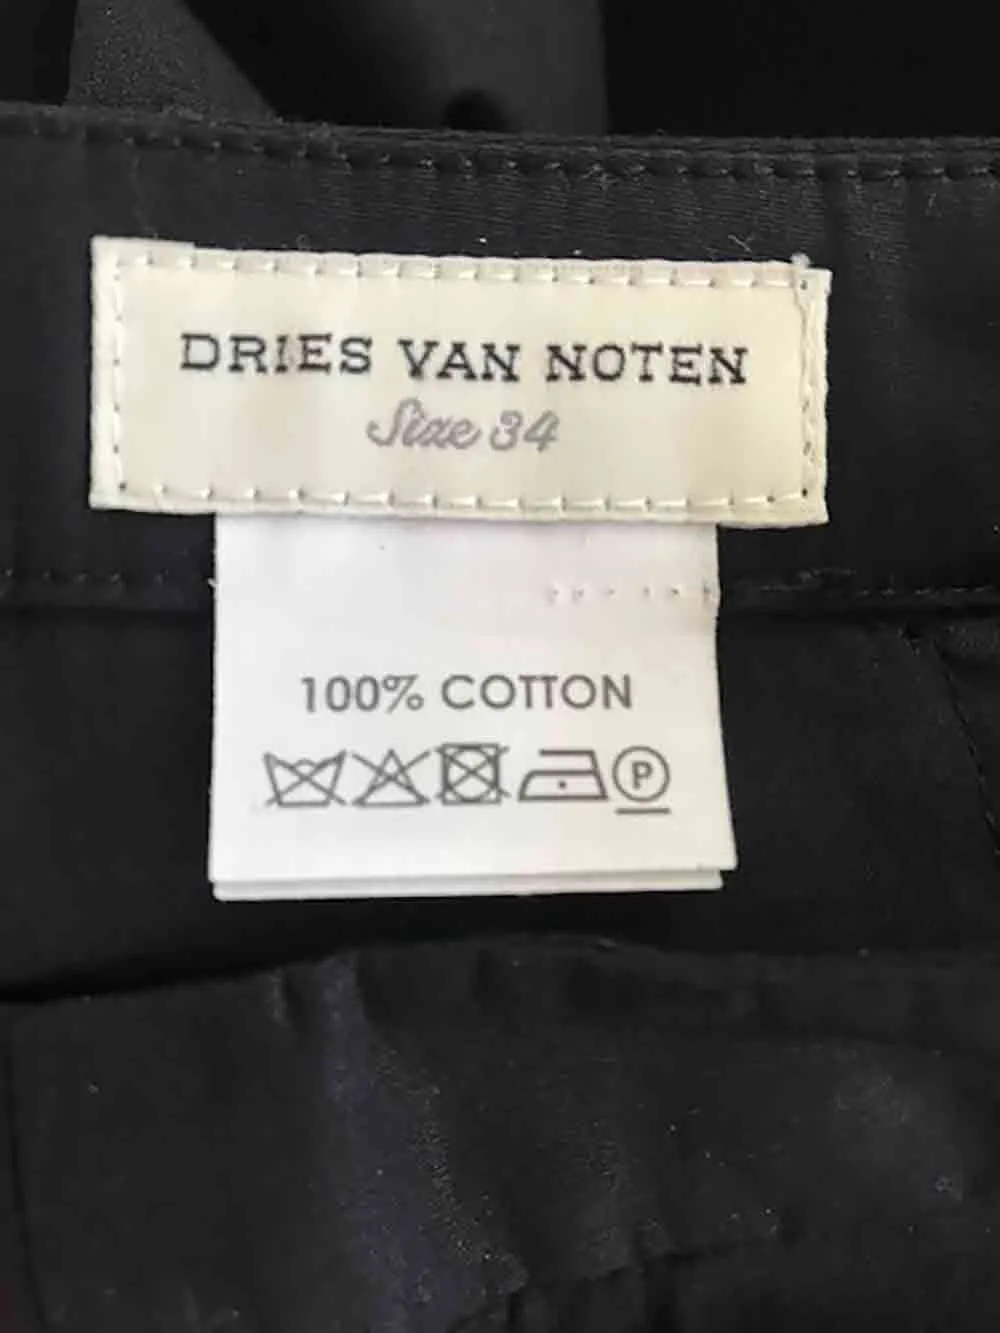 DRIES VAN NOTEN
Size 34
100% COTTON
P